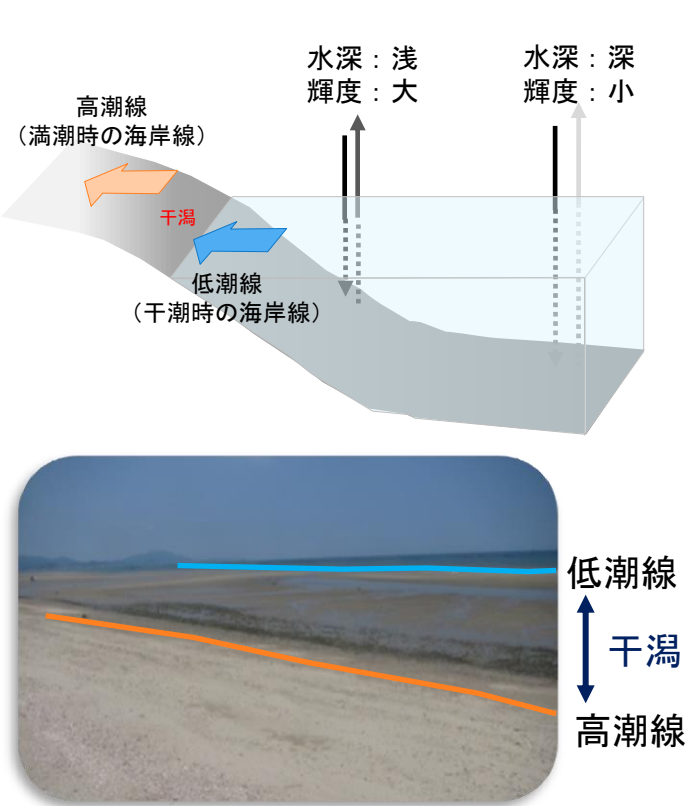 水深：浅
輝度：大
水深：深
輝度：小
高潮線
（満潮時の海岸線）
干潟
低潮線
（干潮時の海岸線）
低潮線
干潟
高潮線